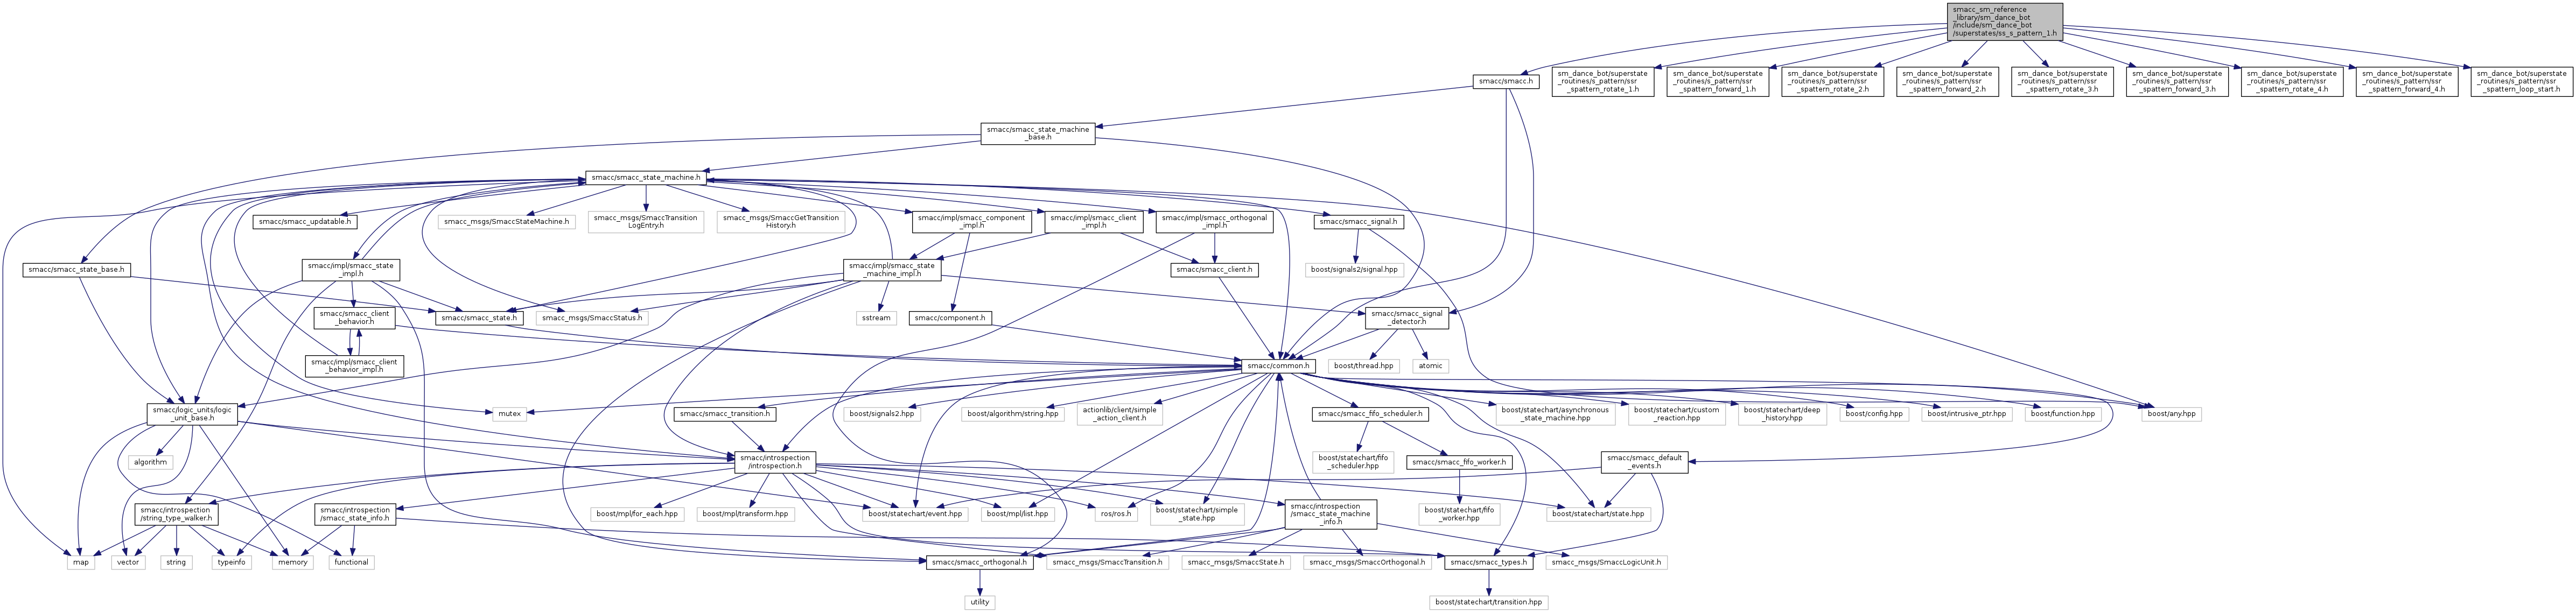 smacc_sm_reference
_library/sm_dance_bot
/include/sm_dance_bot
/superstates/ss_s_pattern_1.h
smacc/smacc.h
sm_dance_bot/superstate
_routines/s_pattern/ssr
_spattern_rotate_1.h
sm_dance_bot/superstate
_routines/s_pattern/ssr
_spattern_forward_1.h
sm_dance_bot/superstate
_routines/s_pattern/ssr
_spattern_rotate_2.h
sm_dance_bot/superstate
_routines/s_pattern/ssr
_spattern_forward_2.h
sm_dance_bot/superstate
_routines/s_pattern/ssr
_spattern_rotate_3.h
sm_dance_bot/superstate
_routines/s_pattern/ssr
_spattern_forward_3.h
sm_dance_bot/superstate
_routines/s_pattern/ssr
_spattern_rotate_4.h
sm_dance_bot/superstate
_routines/s_pattern/ssr
_spattern_forward_4.h
sm_dance_bot/superstate
_routines/s_pattern/ssr
_spattern_loop_start.h
smacc/smacc_state_machine
_base.h
smacc/smacc_state_machine.h
smacc/smacc_updatable.h
smacc_msgs/SmaccStateMachine.h
smacc_msgs/SmaccTransition
LogEntry.h
smacc_msgs/SmaccGetTransition
History.h
smacc/impl/smacc_component
_impl.h
smacc/impl/smacc_client
_impl.h
smacc/impl/smacc_orthogonal
_impl.h
smacc/smacc_signal.h
smacc/smacc_state_base.h
smacc/impl/smacc_state
_impl.h
smacc/impl/smacc_state
_machine_impl.h
smacc/smacc_client.h
boost/signals2/signal.hpp
smacc/smacc_client
_behavior.h
smacc/smacc_state.h
smacc_msgs/SmaccStatus.h
sstream
smacc/component.h
smacc/smacc_signal
_detector.h
smacc/impl/smacc_client
_behavior_impl.h
smacc/common.h
boost/thread.hpp
atomic
smacc/logic_units/logic
_unit_base.h
mutex
smacc/smacc_transition.h
boost/signals2.hpp
boost/algorithm/string.hpp
actionlib/client/simple
_action_client.h
smacc/smacc_fifo_scheduler.h
boost/statechart/asynchronous
_state_machine.hpp
boost/statechart/custom
_reaction.hpp
boost/statechart/deep
_history.hpp
boost/config.hpp
boost/intrusive_ptr.hpp
boost/function.hpp
boost/any.hpp
algorithm
smacc/introspection
/introspection.h
boost/statechart/fifo
_scheduler.hpp
smacc/smacc_fifo_worker.h
smacc/smacc_default
_events.h
smacc/introspection
/string_type_walker.h
smacc/introspection
/smacc_state_info.h
boost/mpl/for_each.hpp
boost/mpl/transform.hpp
boost/statechart/event.hpp
boost/mpl/list.hpp
ros/ros.h
boost/statechart/simple
_state.hpp
smacc/introspection
/smacc_state_machine
_info.h
boost/statechart/fifo
_worker.hpp
boost/statechart/state.hpp
map
vector
string
typeinfo
memory
functional
smacc/smacc_orthogonal.h
smacc_msgs/SmaccTransition.h
smacc_msgs/SmaccState.h
smacc_msgs/SmaccOrthogonal.h
smacc/smacc_types.h
smacc_msgs/SmaccLogicUnit.h
utility
boost/statechart/transition.hpp